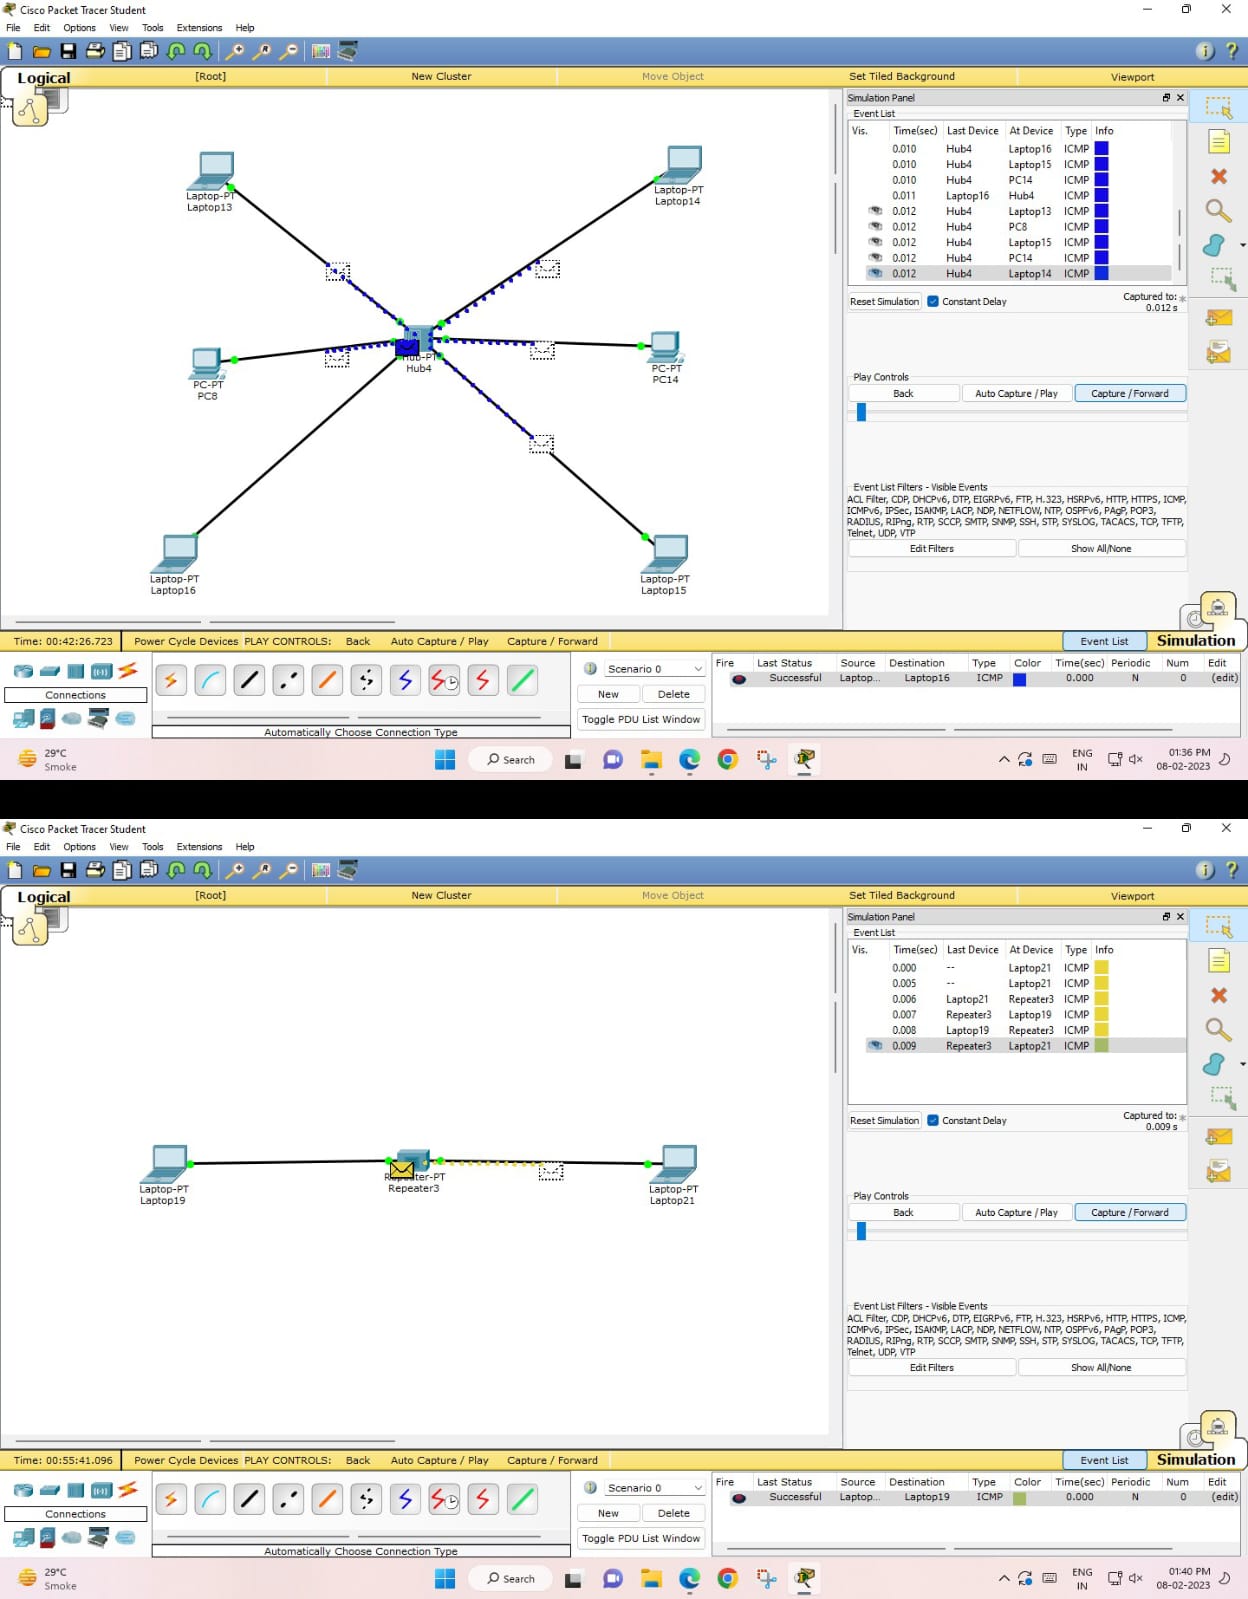 Cisco Packet Tracer Student
File Edit Options View Tools Extensions Help
Logical [Root] New Cluster Move Object Set Tiled Background Viewport
Simulation Panel
Event List
Vis. Time(sec) Last Device At Device Type Info
0.010 Hub4 Laptop16 ICMP
0.010 Hub4 Laptop15 ICMP
0.010 Hub4 PC14 ICMP
0.011 Laptop16 Hub4 ICMP
0.012 Hub4 Laptop13 ICMP
0.012 Hub4 PC8 ICMP
0.012 Hub4 Laptop15 ICMP
0.012 Hub4 PC14 ICMP
0.012 Hub4 Laptop14 ICMP
Reset Simulation Constant Delay Captured to: *
0.012 s
Play Controls
Back Auto Capture / Play Capture / Forward
Event List Filters - Visible Events
ACL Filter, CDP, DHCPv6, DTP, EIGRPv6, FTP, H.323, HSRPv6, HTTP, HTTPS, ICMP,
ICMPv6, IPSec, ISAKMP, LACP, NDP, NETFLOW, NTP, OSPFv6, PAgP, POP3,
RADIUS, RIPng, RTP, SCCP, SMTP, SNMP, SSH, STP, SYSLOG, TACACS, TCP, TFTP,
Telnet, UDP, VTP
Edit Filters Show All/None
Laptop-PT
Laptop13
Laptop-PT
Laptop14
PC-PT
PC8
Hub-PT
Hub4
PC-PT
PC14
Laptop-PT
Laptop16
Laptop-PT
Laptop15
Time: 00:42:26.723 Power Cycle Devices PLAY CONTROLS: Back Auto Capture / Play Capture / Forward Event List Simulation
Connections
Automatically Choose Connection Type
Scenario 0
New Delete
Toggle PDU List Window
Fire Last Status Source Destination Type Color Time(sec) Periodic Num Edit
Successful Laptop... Laptop16 ICMP 0.000 N 0 (edit)
29°C
Smoke
Search
ENG
IN
01:36 PM
08-02-2023
Cisco Packet Tracer Student
File Edit Options View Tools Extensions Help
Logical [Root] New Cluster Move Object Set Tiled Background Viewport
Simulation Panel
Event List
Vis. Time(sec) Last Device At Device Type Info
0.000 -- Laptop21 ICMP
0.005 -- Laptop21 ICMP
0.006 Laptop21 Repeater3 ICMP
0.007 Repeater3 Laptop19 ICMP
0.008 Laptop19 Repeater3 ICMP
0.009 Repeater3 Laptop21 ICMP
Reset Simulation Constant Delay Captured to: *
0.009 s
Play Controls
Back Auto Capture / Play Capture / Forward
Event List Filters - Visible Events
ACL Filter, CDP, DHCPv6, DTP, EIGRPv6, FTP, H.323, HSRPv6, HTTP, HTTPS, ICMP,
ICMPv6, IPSec, ISAKMP, LACP, NDP, NETFLOW, NTP, OSPFv6, PAgP, POP3,
RADIUS, RIPng, RTP, SCCP, SMTP, SNMP, SSH, STP, SYSLOG, TACACS, TCP, TFTP,
Telnet, UDP, VTP
Edit Filters Show All/None
Laptop-PT
Laptop19
Repeater-PT
Repeater3
Laptop-PT
Laptop21
Time: 00:55:41.096 Power Cycle Devices PLAY CONTROLS: Back Auto Capture / Play Capture / Forward Event List Simulation
Connections
Automatically Choose Connection Type
Scenario 0
New Delete
Toggle PDU List Window
Fire Last Status Source Destination Type Color Time(sec) Periodic Num Edit
Successful Laptop... Laptop19 ICMP 0.000 N 0 (edit)
29°C
Smoke
Search
ENG
IN
01:40 PM
08-02-2023